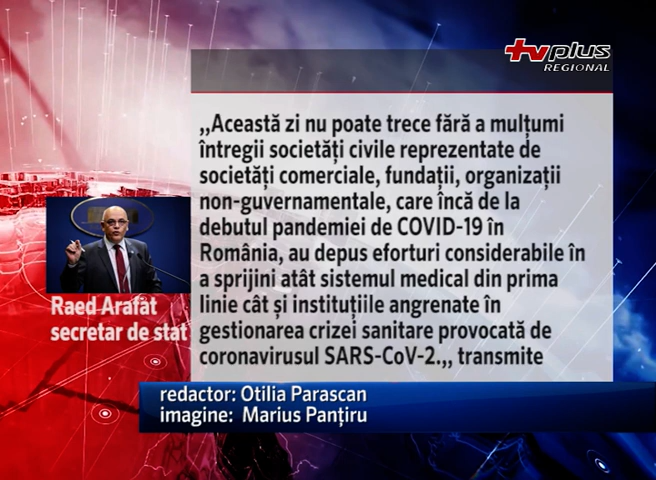 tv plus
REGIONAL
,,Această zi nu poate trece fără a mulțumi
întregii societăți civile reprezentate de
societăți comerciale, fundații, organizații
non-guvernamentale, care încă de la
debutul pandemiei de COVID-19 în
România, au depus eforturi considerabile în
a sprijini atât sistemul medical din prima
linie cât și instituțiile angrenate în
gestionarea crizei sanitare provocată de
coronavirusul SARS-CoV-2.,, transmite
Raed Arafat
secretar de stat
redactor: Otilia Parascan
imagine: Marius Panțiru